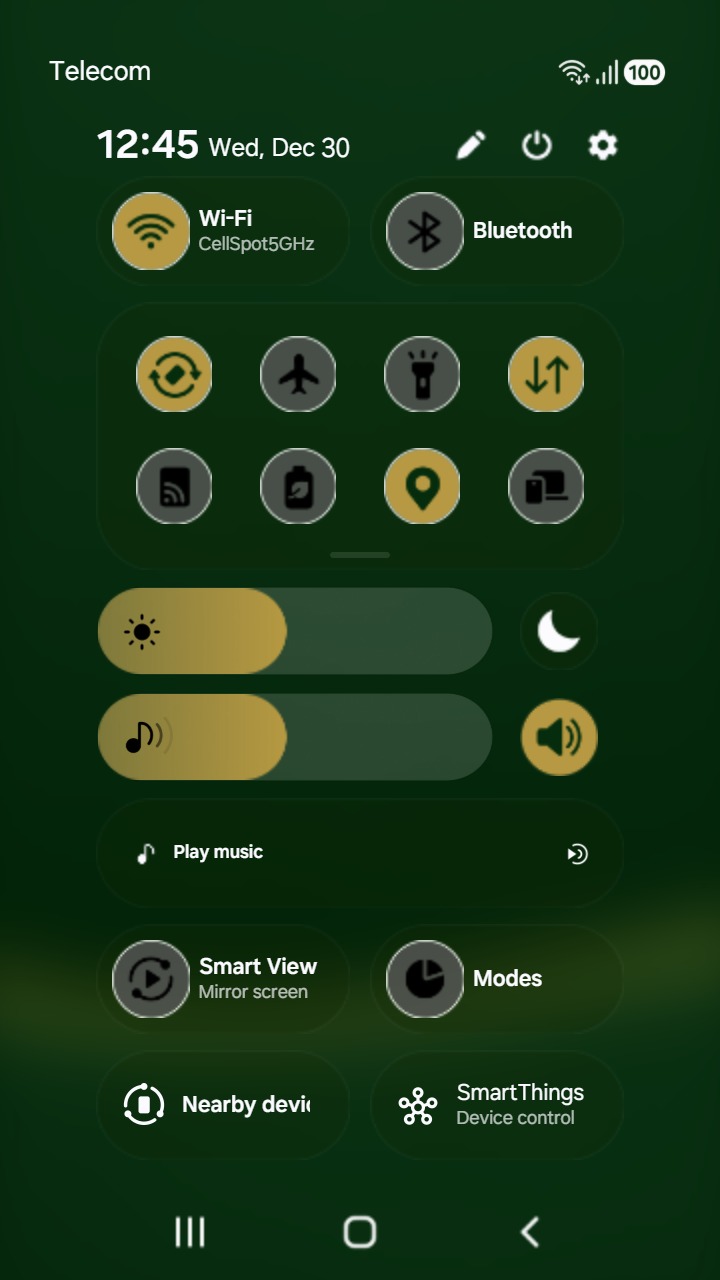 Telecom
100
12:45 Wed, Dec 30
Wi-Fi
CellSpot5GHz
Bluetooth
Play music
Smart View
Mirror screen
Modes
Nearby devi
SmartThings
Device control